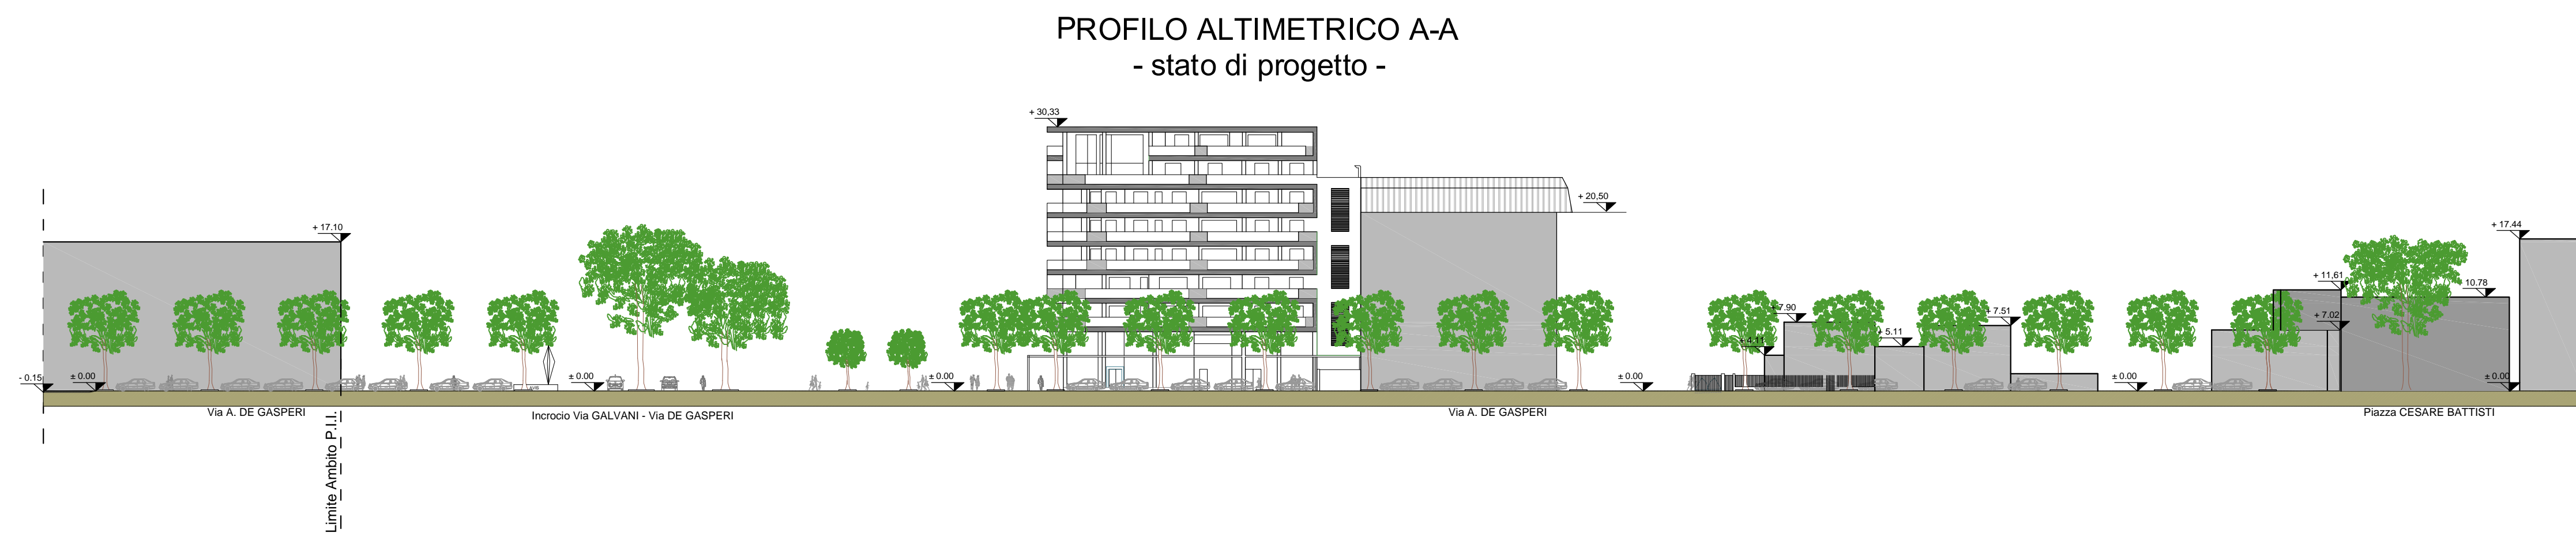 PROFILO ALTIMETRICO A-A
- stato di progetto -
+ 30,33
+ 20,50
+ 17.10
+ 17.44
+ 11,61
10.78
+ 7.90
+ 7.51
+ 7.02
+ 5.11
+ 4.11
- 0.15
± 0.00
± 0.00
± 0.00
± 0.00
± 0.00
± 0.00
Via A. DE GASPERI
Incrocio Via GALVANI - Via DE GASPERI
Via A. DE GASPERI
Piazza CESARE BATTISTI
Limite Ambito P.I.I.